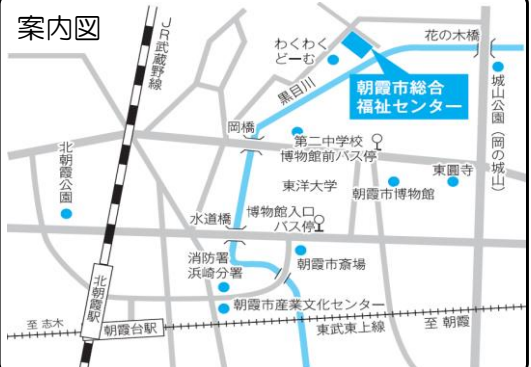 案内図
JR武蔵野線
わくわく
どーむ
花の木橋
黒目川
朝霞市総合
福祉センター
城山公園(岡の城山)
岡橋
第二中学校
博物館前バス停
東圓寺
北朝霞公園
東洋大学
朝霞市博物館
水道橋
博物館入口
バス停
消防署
浜崎分署
朝霞市斎場
北朝霞駅
朝霞市産業文化センター
至 志木
朝霞台駅
東武東上線
至 朝霞